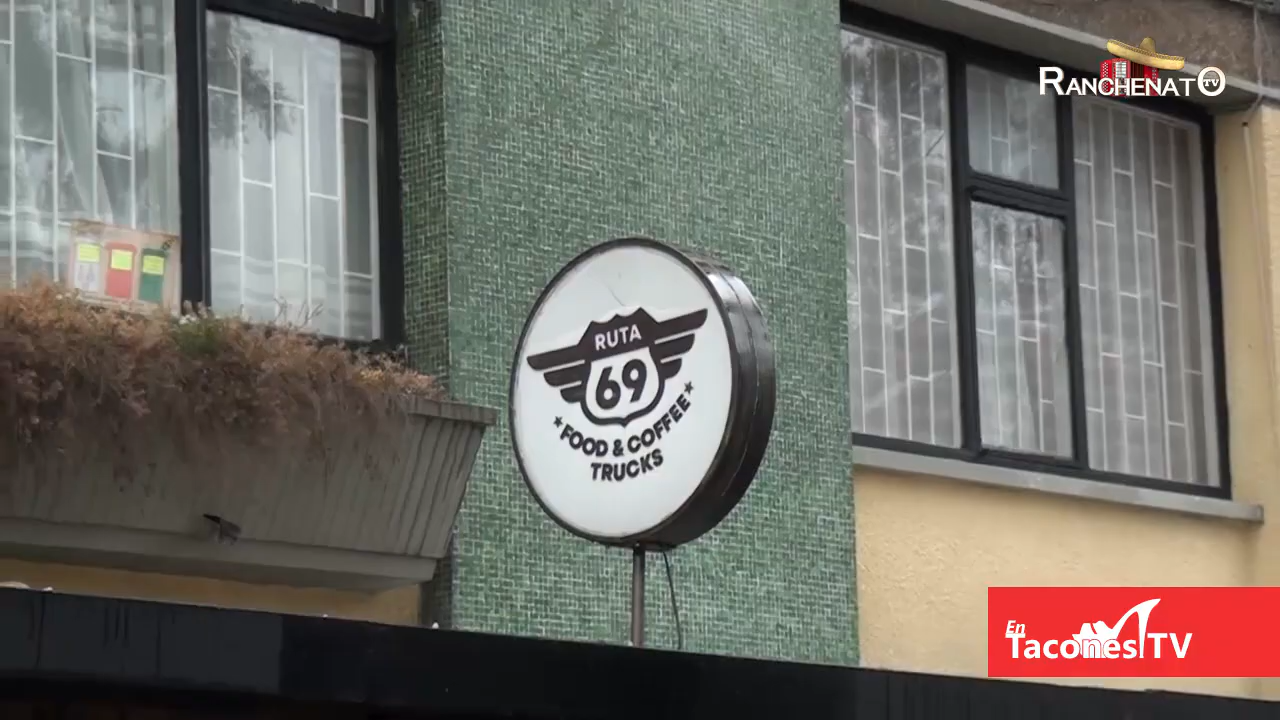 RANCHENATO
TV
RUTA
69
★FOOD & COFFEE★
TRUCKS
En
Tacones TV